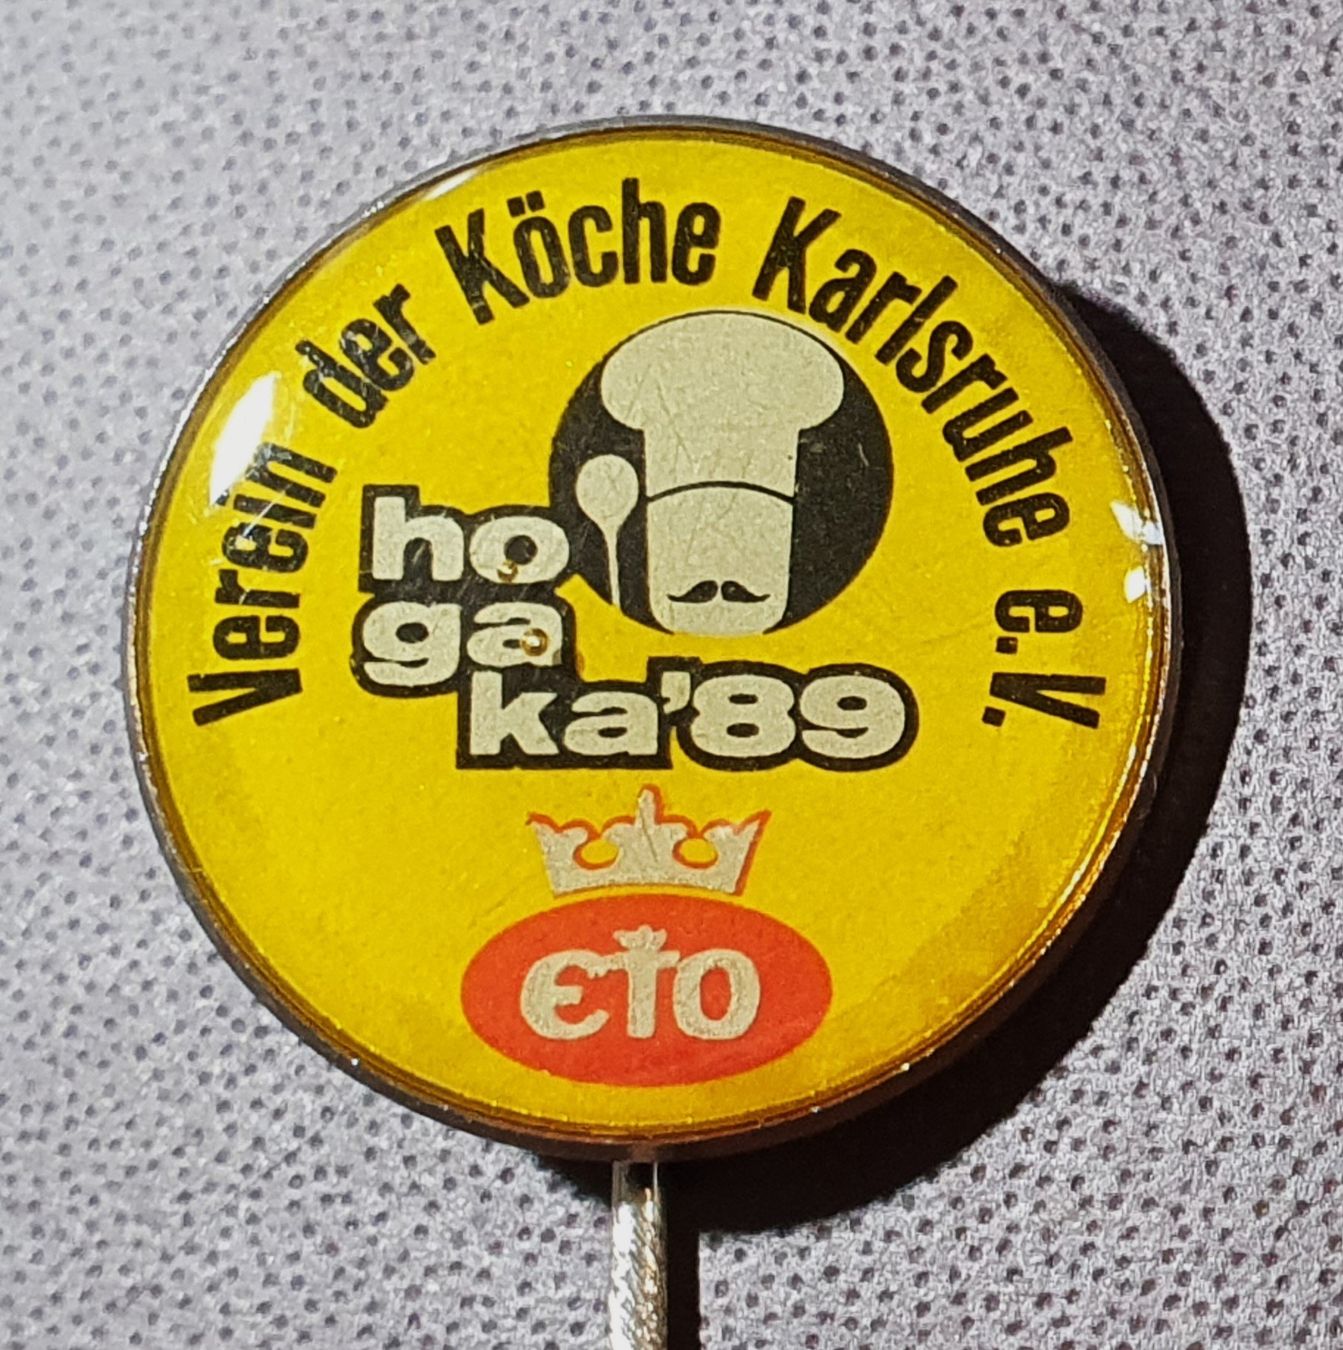 Verein der Köche Karlsruhe e.V.
ho
ga
ka'89
ETO